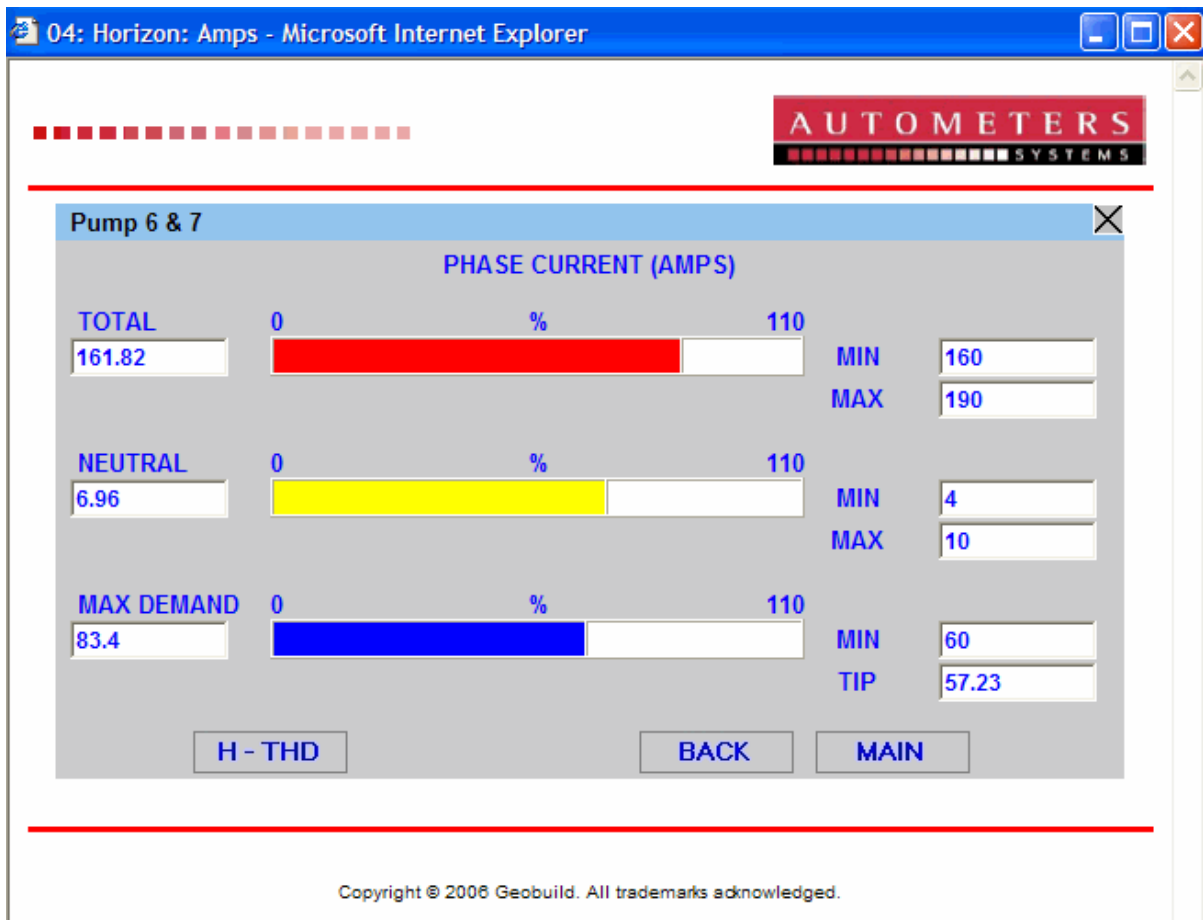 04: Horizon: Amps - Microsoft Internet Explorer
AUTOMETERS
SYSTEMS
Pump 6 & 7
PHASE CURRENT (AMPS)
TOTAL 0 % 110
161.82 MIN 160
MAX 190
NEUTRAL 0 % 110
6.96 MIN 4
MAX 10
MAX DEMAND 0 % 110
83.4 MIN 60
TIP 57.23
H - THD BACK MAIN
Copyright © 2006 Geobuild. All trademarks acknowledged.